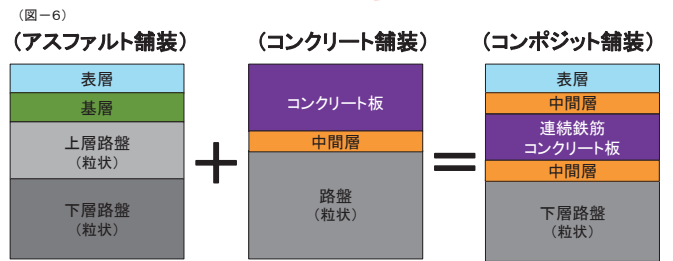 （図－6）
（アスファルト舗装）
表層
基層
上層路盤
（粒状）
下層路盤
（粒状）
＋
（コンクリート舗装）
コンクリート板
中間層
路盤
（粒状）
＝
（コンポジット舗装）
表層
中間層
連続鉄筋
コンクリート板
中間層
下層路盤
（粒状）